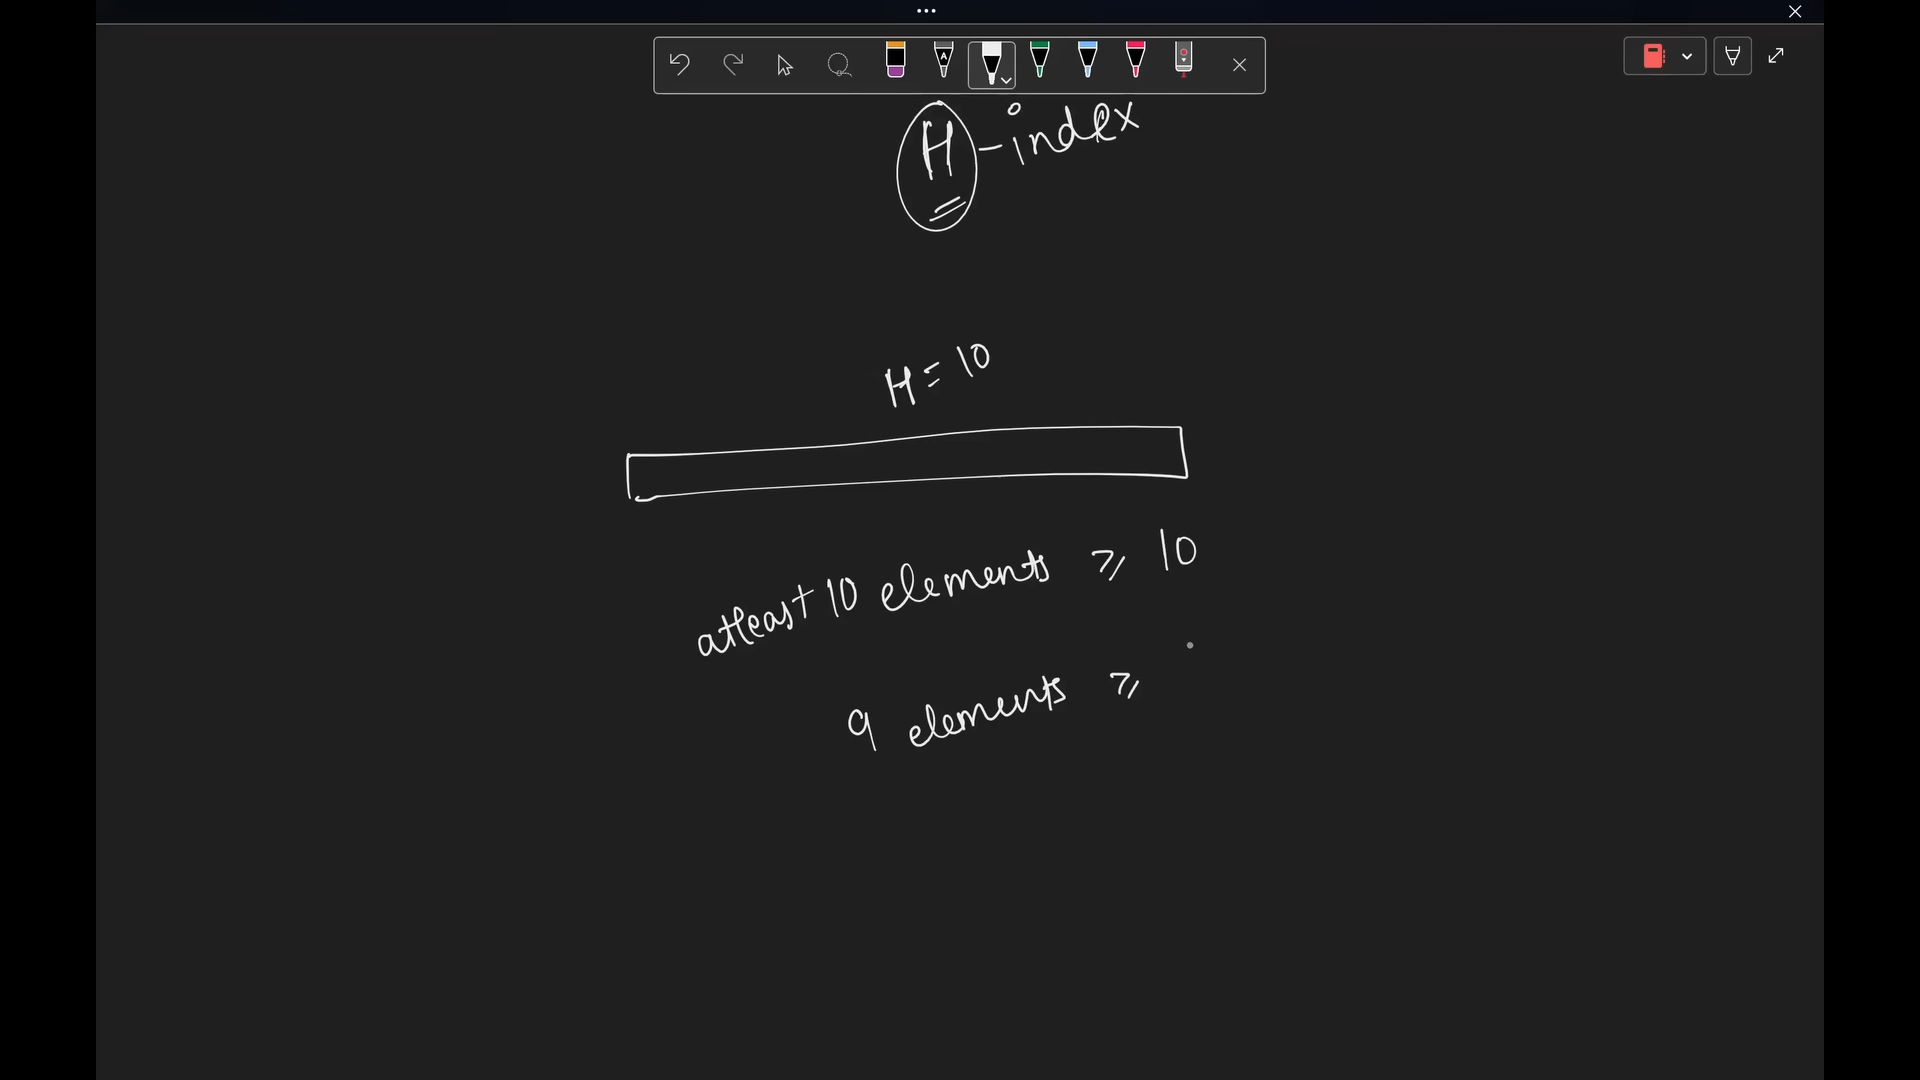 H-index
H = 10
atleast 10 elements ⩾ 10
9 elements ⩾